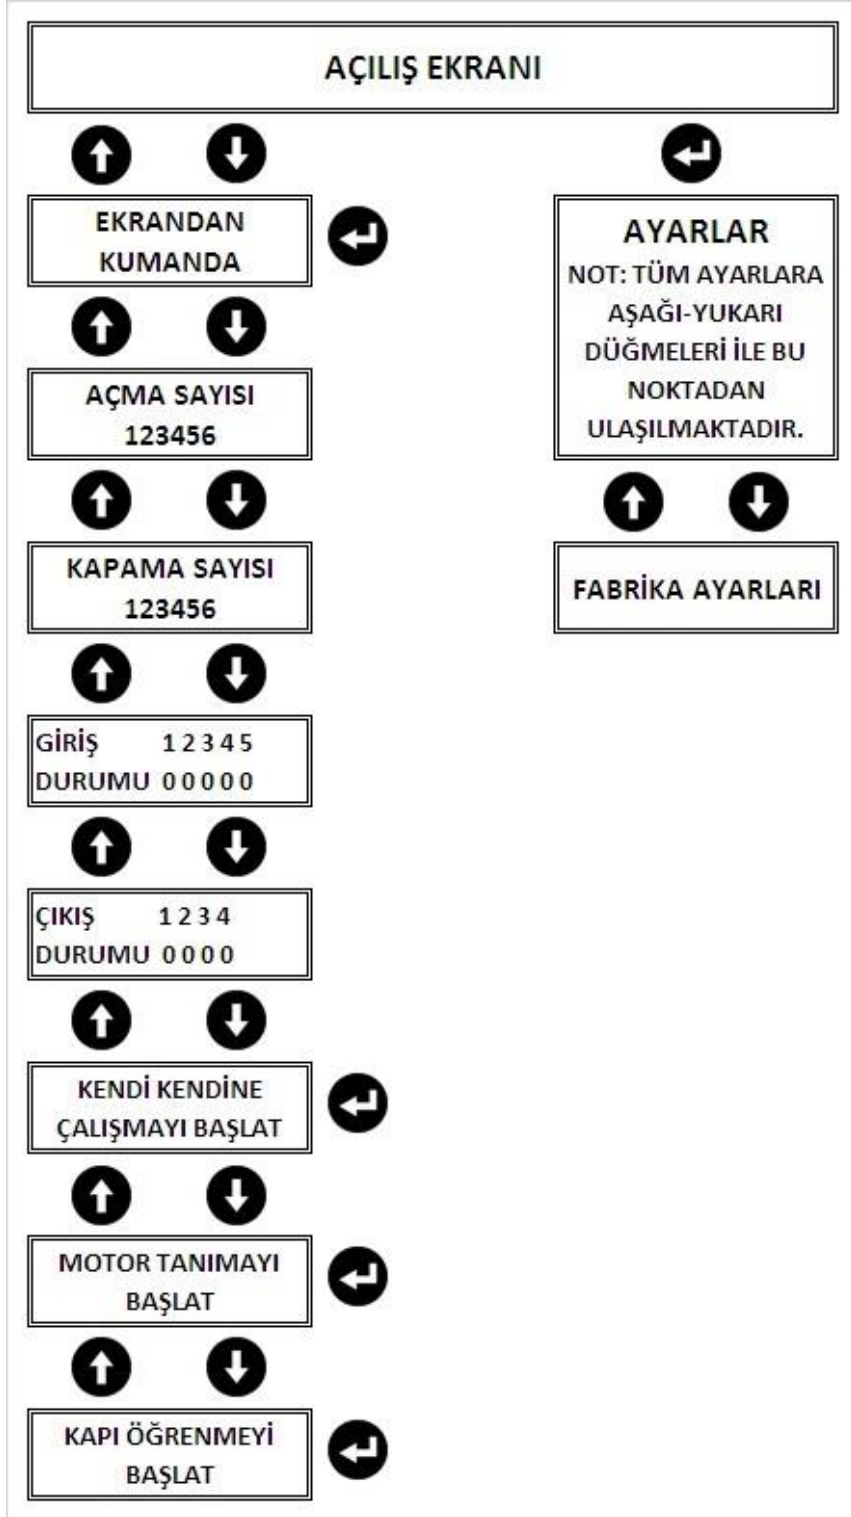 AÇILIŞ EKRANI
EKRANDAN
KUMANDA
AÇMA SAYISI
123456
KAPAMA SAYISI
123456
GİRİŞ 1 2 3 4 5
DURUMU 0 0 0 0 0
ÇIKIŞ 1 2 3 4
DURUMU 0 0 0 0
KENDİ KENDİNE
ÇALIŞMAYI BAŞLAT
MOTOR TANIMAYI
BAŞLAT
KAPI ÖĞRENMEYİ
BAŞLAT
AYARLAR
NOT: TÜM AYARLARA
AŞAĞI-YUKARI
DÜĞMELERİ İLE BU
NOKTADAN
ULAŞILMAKTADIR.
FABRİKA AYARLARI